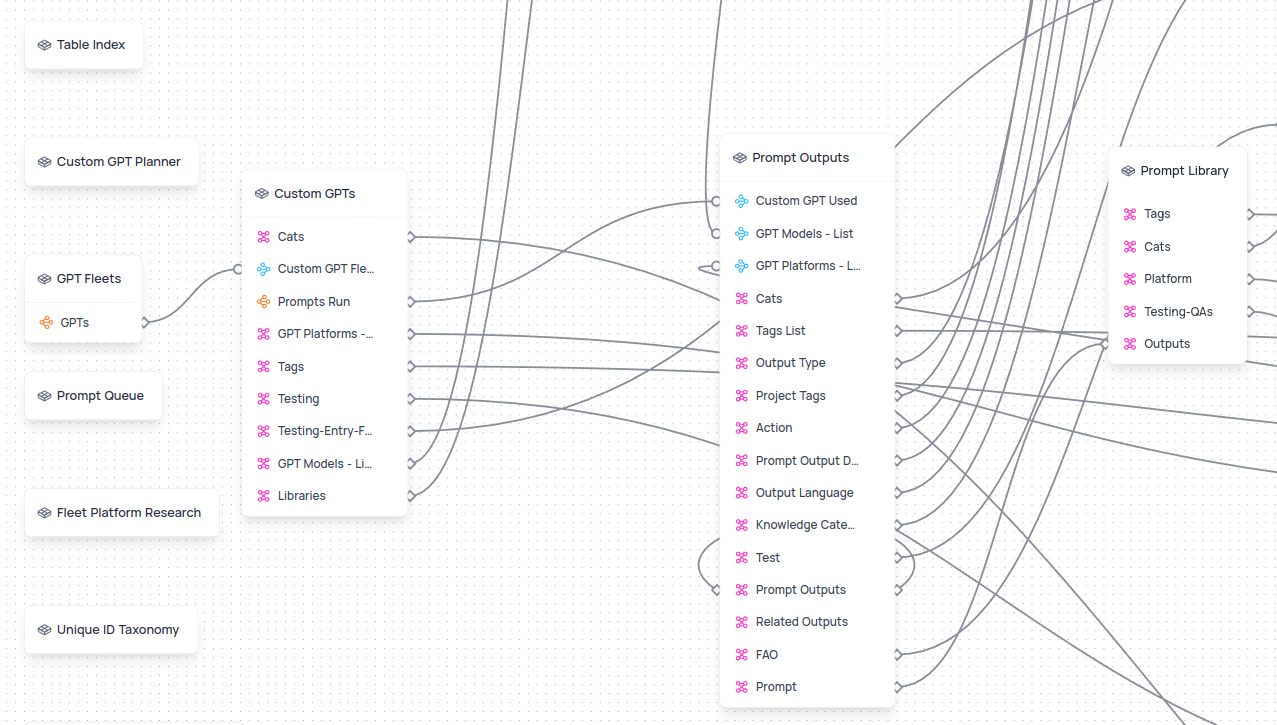 Table Index
Custom GPT Planner
GPT Fleets
GPTs
Prompt Queue
Fleet Platform Research
Unique ID Taxonomy
Custom GPTs
Cats
Custom GPT Fle...
Prompts Run
GPT Platforms -...
Tags
Testing
Testing-Entry-F...
GPT Models - Li...
Libraries
Prompt Outputs
Custom GPT Used
GPT Models - List
GPT Platforms - L...
Cats
Tags List
Output Type
Project Tags
Action
Prompt Output D...
Output Language
Knowledge Cate...
Test
Prompt Outputs
Related Outputs
FAO
Prompt
Prompt Library
Tags
Cats
Platform
Testing-QAs
Outputs